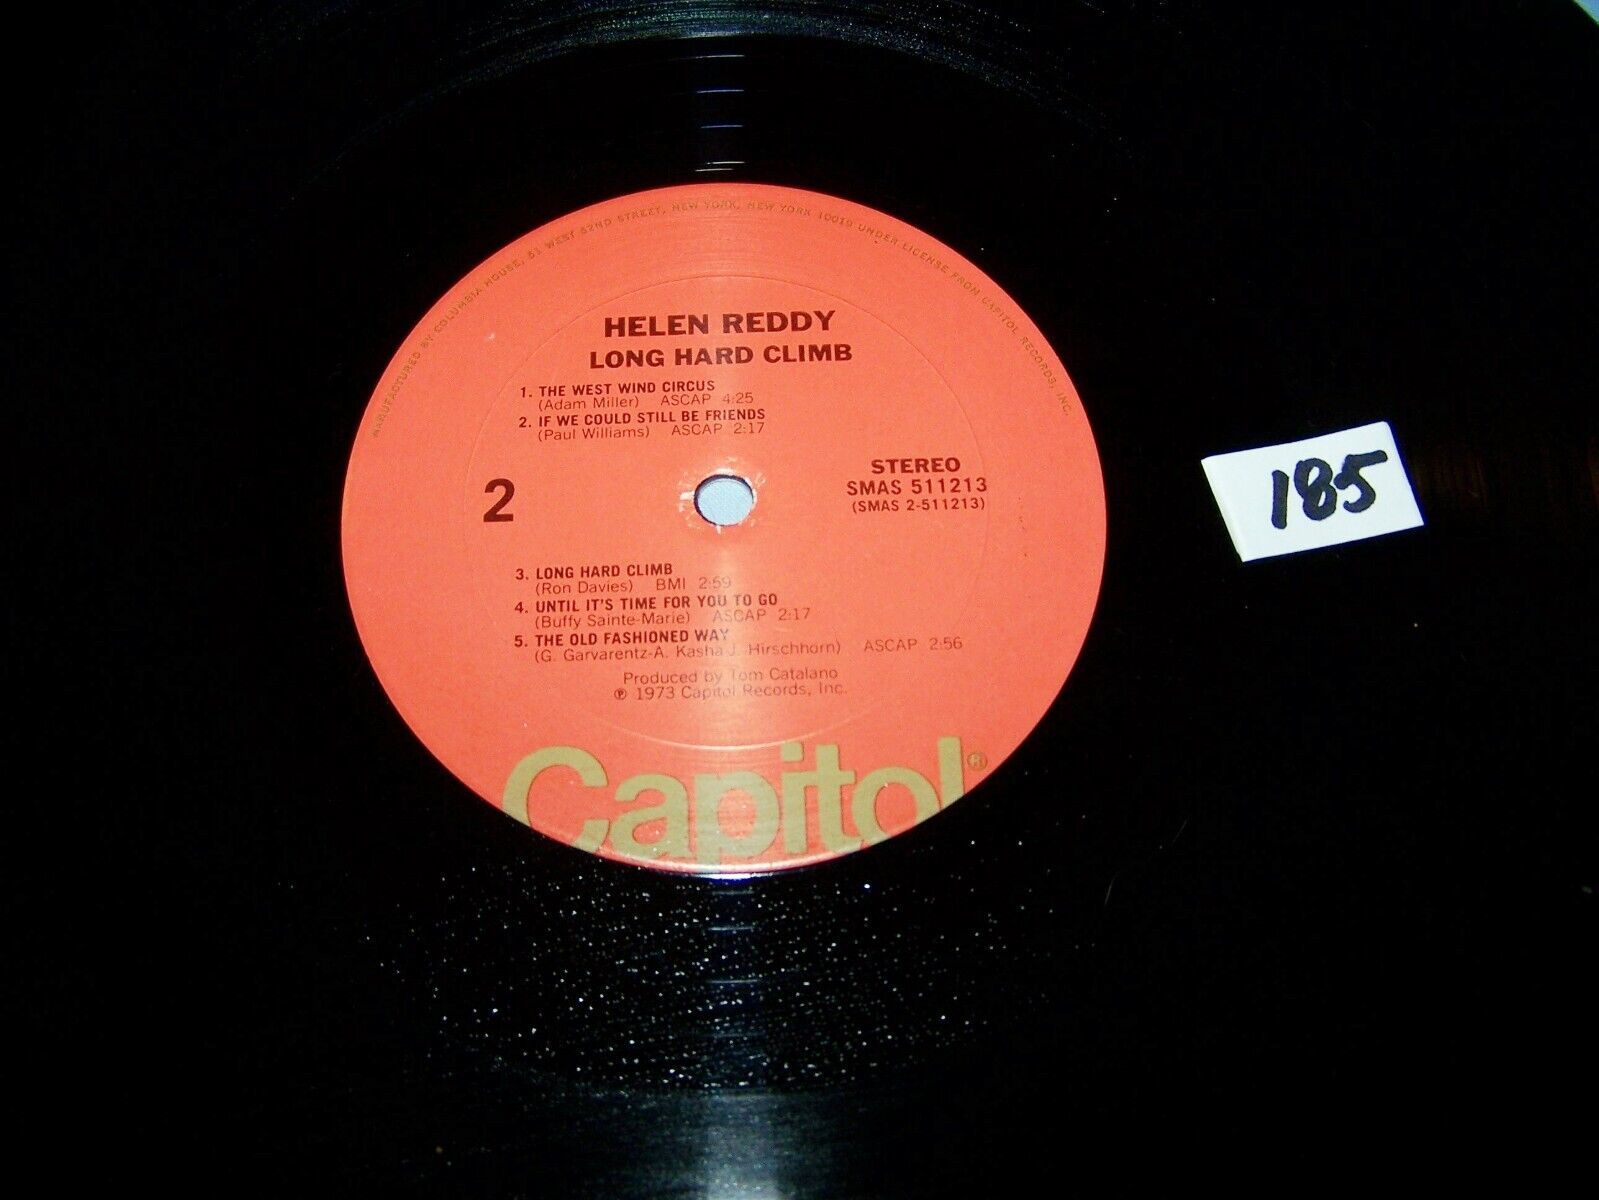 MANUFACTURED BY COLUMBIA HOUSE, 51 WEST 52ND STREET, NEW YORK, NEW YORK 10019 UNDER LICENSE FROM CAPITOL RECORDS, INC.
HELEN REDDY
LONG HARD CLIMB
1. THE WEST WIND CIRCUS
(Adam Miller) ASCAP 4:25
2. IF WE COULD STILL BE FRIENDS
(Paul Williams) ASCAP 2:17
2
STEREO
SMAS 511213
(SMAS 2-511213)
185
3. LONG HARD CLIMB
(Ron Davies) BMI 2:59
4. UNTIL IT'S TIME FOR YOU TO GO
(Buffy Sainte-Marie) ASCAP 2:17
5. THE OLD FASHIONED WAY
(G. Garvarentz-A. Kasha-J. Hirschhorn) ASCAP 2:56
Produced by Tom Catalano
℗ 1973 Capitol Records, Inc.
Capitol®